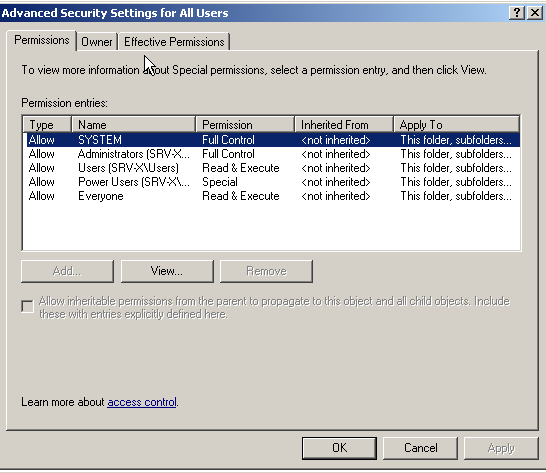 Advanced Security Settings for All Users
Permissions Owner Effective Permissions
To view more information about Special permissions, select a permission entry, and then click View.
Permission entries:
Type Name Permission Inherited From Apply To
Allow SYSTEM Full Control <not inherited> This folder, subfolders...
Allow Administrators (SRV-X... Full Control <not inherited> This folder, subfolders...
Allow Users (SRV-X\Users) Read & Execute <not inherited> This folder, subfolders...
Allow Power Users (SRV-X\... Special <not inherited> This folder, subfolders...
Allow Everyone Read & Execute <not inherited> This folder, subfolders...
Add... View... Remove
Allow inheritable permissions from the parent to propagate to this object and all child objects. Include
these with entries explicitly defined here.
Learn more about access control.
OK Cancel Apply